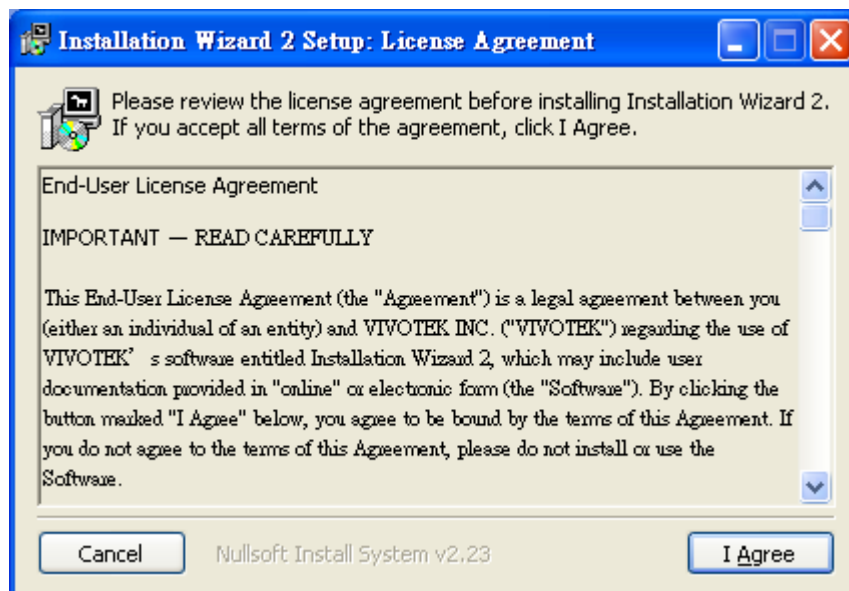 Installation Wizard 2 Setup: License Agreement
Please review the license agreement before installing Installation Wizard 2.
If you accept all terms of the agreement, click I Agree.
End-User License Agreement
IMPORTANT — READ CAREFULLY
This End-User License Agreement (the "Agreement") is a legal agreement between you
(either an individual of an entity) and VIVOTEK INC. ("VIVOTEK") regarding the use of
VIVOTEK’ s software entitled Installation Wizard 2, which may include user
documentation provided in "online" or electronic form (the "Software"). By clicking the
button marked "I Agree" below, you agree to be bound by the terms of this Agreement. If
you do not agree to the terms of this Agreement, please do not install or use the
Software.
Cancel
Nullsoft Install System v2.23
I Agree